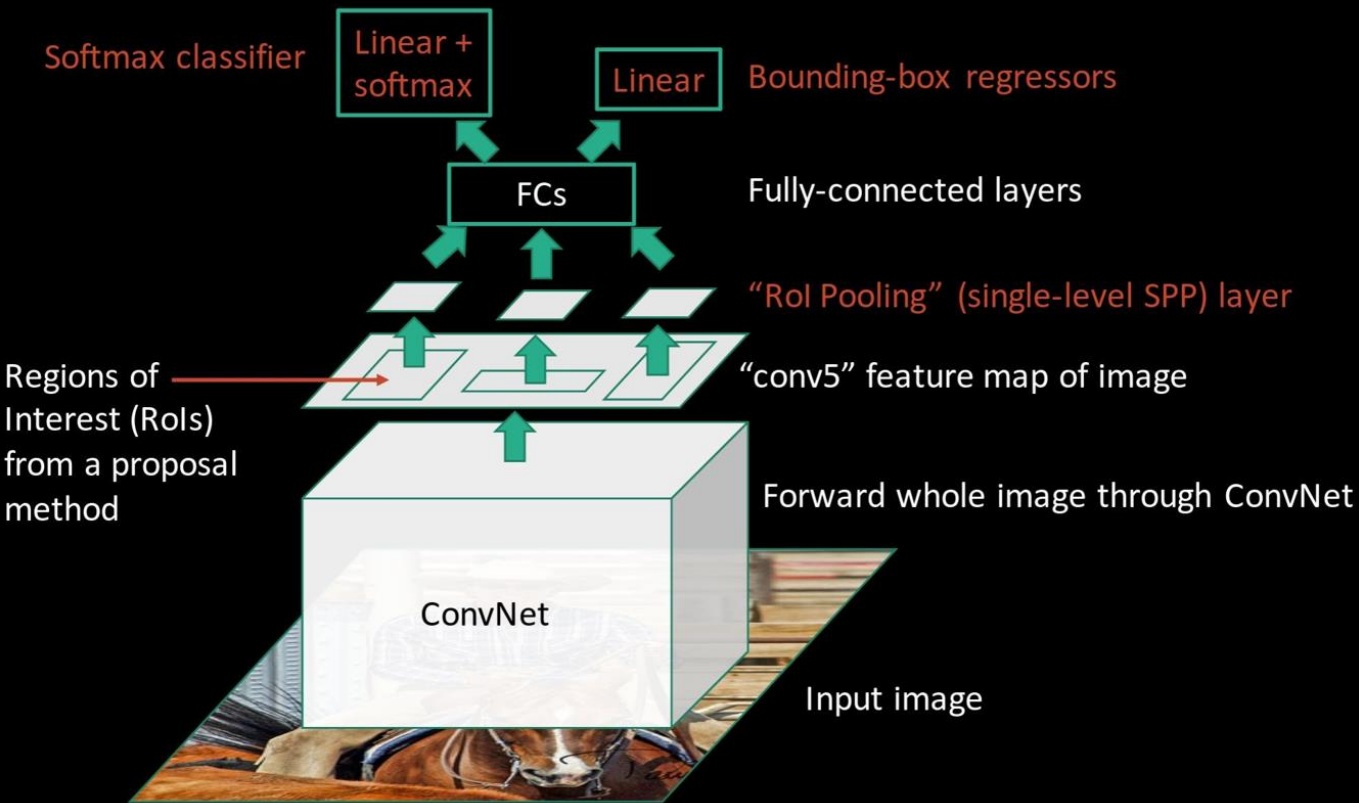 Softmax classifier
Linear +
softmax
Linear
Bounding-box regressors
FCs
Fully-connected layers
“RoI Pooling” (single-level SPP) layer
Regions of
Interest (RoIs)
from a proposal
method
“conv5” feature map of image
Forward whole image through ConvNet
ConvNet
Input image